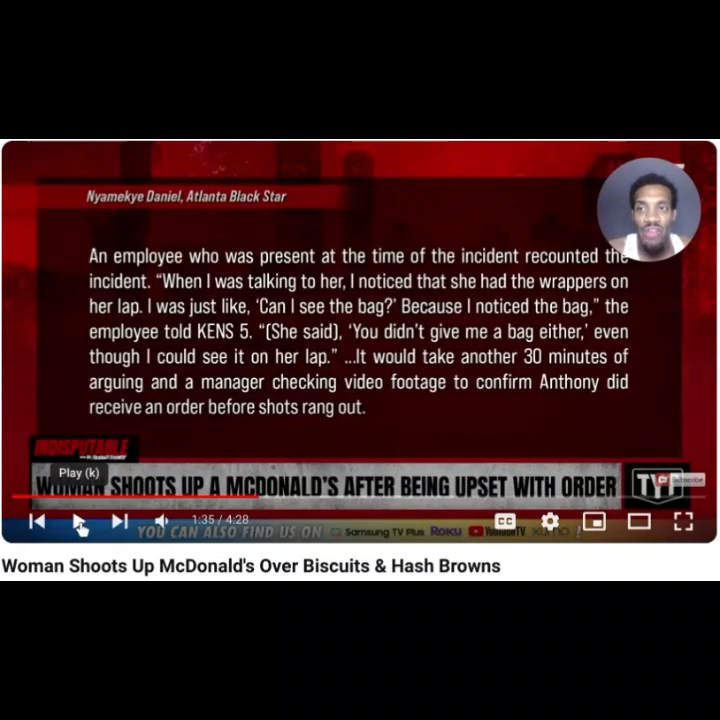 Nyamekye Daniel, Atlanta Black Star
An employee who was present at the time of the incident recounted the
incident. “When I was talking to her, I noticed that she had the wrappers on
her lap. I was just like, ‘Can I see the bag?’ Because I noticed the bag,” the
employee told KENS 5. “(She said), ‘You didn’t give me a bag either,’ even
though I could see it on her lap.” ...It would take another 30 minutes of
arguing and a manager checking video footage to confirm Anthony did
receive an order before shots rang out.
INDISPUTABLE
Play (k)
WOMAN SHOOTS UP A MCDONALD'S AFTER BEING UPSET WITH ORDER
TYT
Subscribe
1:35 / 4:28
CC
YOU CAN ALSO FIND US ON
Samsung TV Plus
Roku
YouTubeTV
Woman Shoots Up McDonald's Over Biscuits & Hash Browns